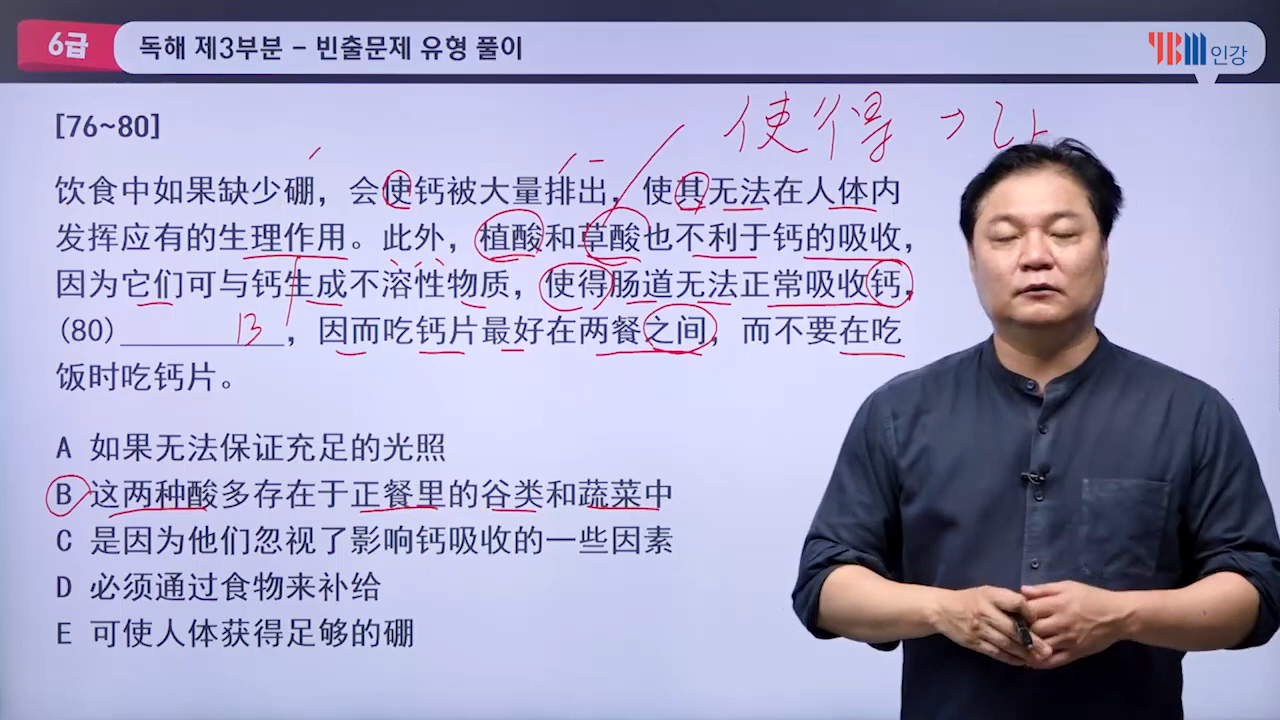 6급
독해 제3부분 – 빈출문제 유형 풀이
YBM 인강
[76~80]
使得
饮食中如果缺少硼，会使钙被大量排出，使其无法在人体内
发挥应有的生理作用。此外，植酸和草酸也不利于钙的吸收，
因为它们可与钙生成不溶性物质，使得肠道无法正常吸收钙，
(80)__________B，因而吃钙片最好在两餐之间，而不要在吃
饭时吃钙片。
A 如果无法保证充足的光照
B 这两种酸多存在于正餐里的谷类和蔬菜中
C 是因为他们忽视了影响钙吸收的一些因素
D 必须通过食物来补给
E 可使人体获得足够的硼